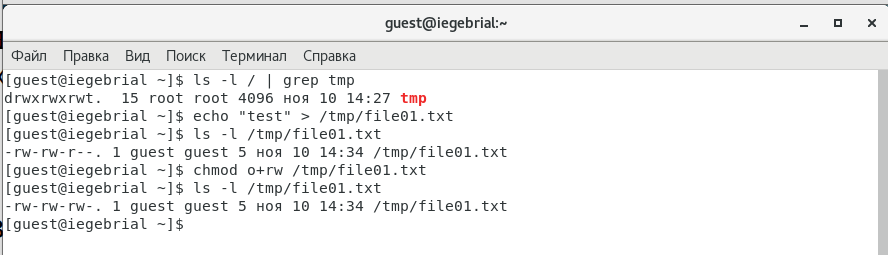 guest@iegebrial:~
Файл Правка Вид Поиск Терминал Справка
[guest@iegebrial ~]$ ls -l / | grep tmp
drwxrwxrwt.  15 root root 4096 ноя 10 14:27 tmp
[guest@iegebrial ~]$ echo "test" > /tmp/file01.txt
[guest@iegebrial ~]$ ls -l /tmp/file01.txt
-rw-rw-r--. 1 guest guest 5 ноя 10 14:34 /tmp/file01.txt
[guest@iegebrial ~]$ chmod o+rw /tmp/file01.txt
[guest@iegebrial ~]$ ls -l /tmp/file01.txt
-rw-rw-rw-. 1 guest guest 5 ноя 10 14:34 /tmp/file01.txt
[guest@iegebrial ~]$